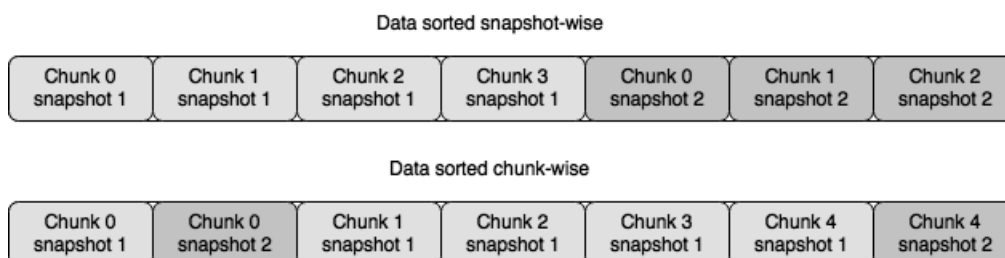 Data sorted snapshot-wise
Chunk 0 Chunk 1 Chunk 2 Chunk 3 Chunk 0 Chunk 1 Chunk 2
snapshot 1 snapshot 1 snapshot 1 snapshot 1 snapshot 2 snapshot 2 snapshot 2
Data sorted chunk-wise
Chunk 0 Chunk 0 Chunk 1 Chunk 2 Chunk 3 Chunk 4 Chunk 4
snapshot 1 snapshot 2 snapshot 1 snapshot 1 snapshot 1 snapshot 1 snapshot 2